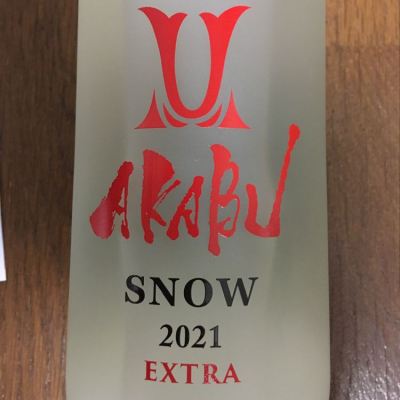 AKABU
SNOW
2021
EXTRA